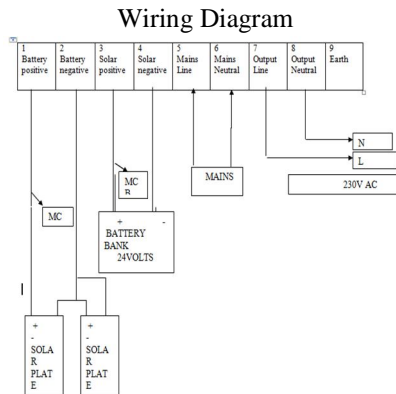 Wiring Diagram
1
Battery
positive
2
Battery
negative
3
Solar
positive
4
Solar
negative
5
Mains
Line
6
Mains
Neutral
7
Output
Line
8
Output
Neutral
9
Earth
N
L
230V AC
MAINS
MC
B
MC
+ -
BATTERY
BANK
24VOLTS
+
-
SOLA
R
PLAT
E
+
-
SOLA
R
PLAT
E